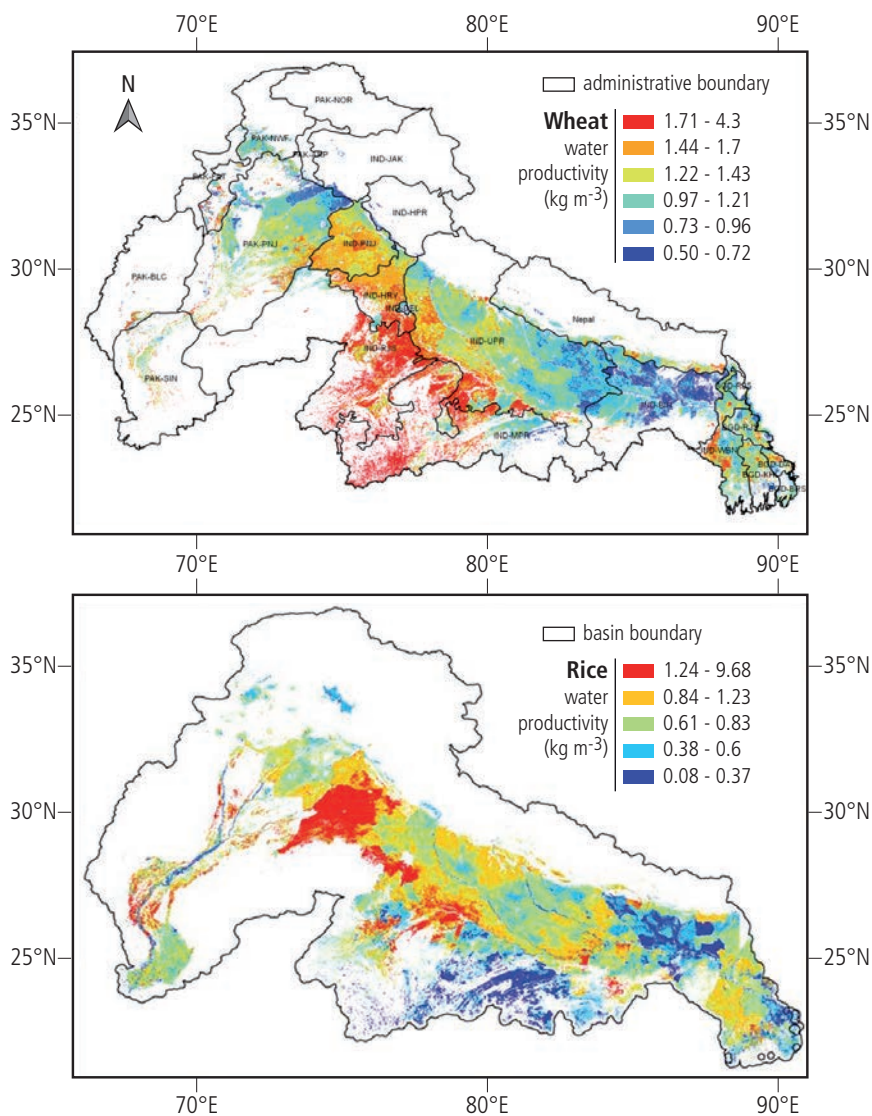 70°E 80°E 90°E
N
administrative boundary
Wheat
water
productivity
(kg m-3)
1.71 - 4.3
1.44 - 1.7
1.22 - 1.43
0.97 - 1.21
0.73 - 0.96
0.50 - 0.72
35°N 35°N
30°N 30°N
25°N 25°N
PAK-NOR
PAK-NWF
IND-JAK
IND-HPR
PAK-PNJ
IND-PNJ
PAK-BLC
IND-HRY
Nepal
IND-UPR
PAK-SIN
IND-MPR
70°E 80°E 90°E
basin boundary
Rice
water
productivity
(kg m-3)
1.24 - 9.68
0.84 - 1.23
0.61 - 0.83
0.38 - 0.6
0.08 - 0.37
35°N 35°N
30°N 30°N
25°N 25°N
70°E 80°E 90°E